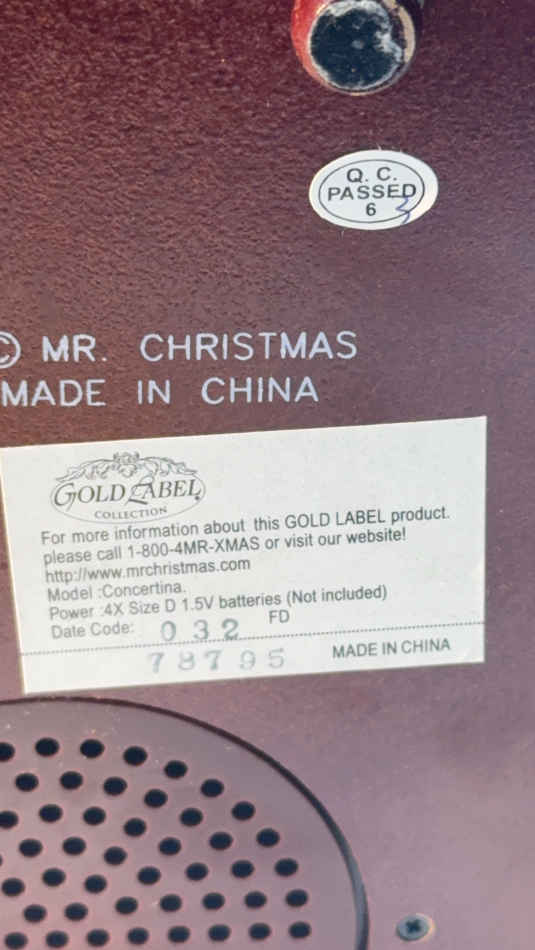 Q. C.
PASSED
6
© MR. CHRISTMAS
MADE IN CHINA
GOLD LABEL
COLLECTION
For more information about this GOLD LABEL product.
please call 1-800-4MR-XMAS or visit our website!
http://www.mrchristmas.com
Model :Concertina.
Power :4X Size D 1.5V batteries (Not included)
Date Code: 032 FD
78795 MADE IN CHINA